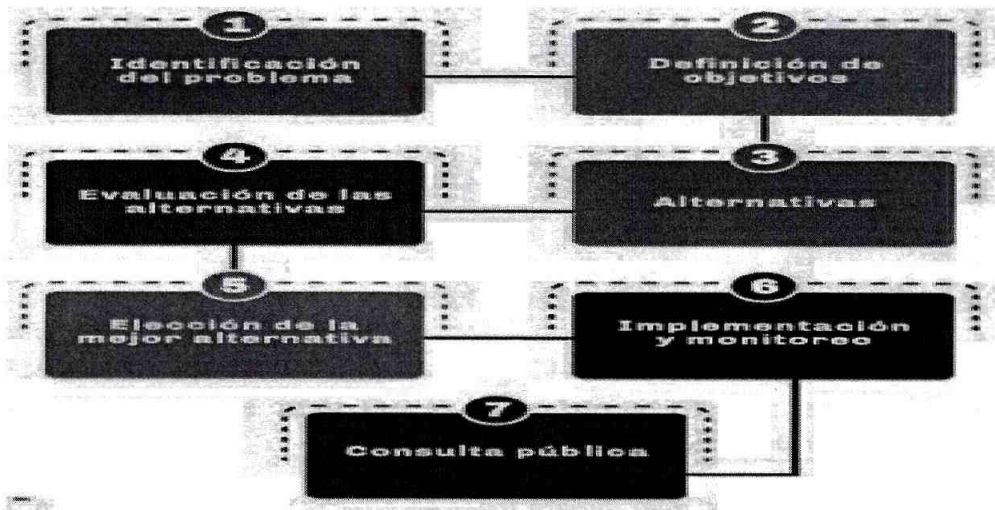 1
Identificación
del problema
2
Definición de
objetivos
3
Alternativas
4
Evaluación de las
alternativas
5
Elección de la
mejor alternativa
6
Implementación
y monitoreo
7
Consulta pública